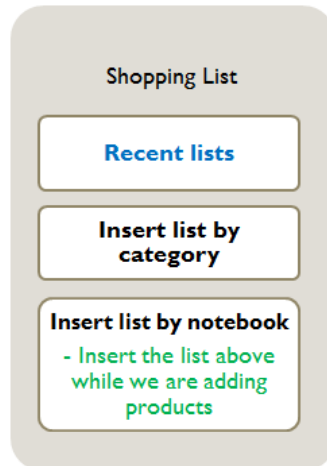 Shopping List
Recent lists
Insert list by
category
Insert list by notebook
- Insert the list above
while we are adding
products